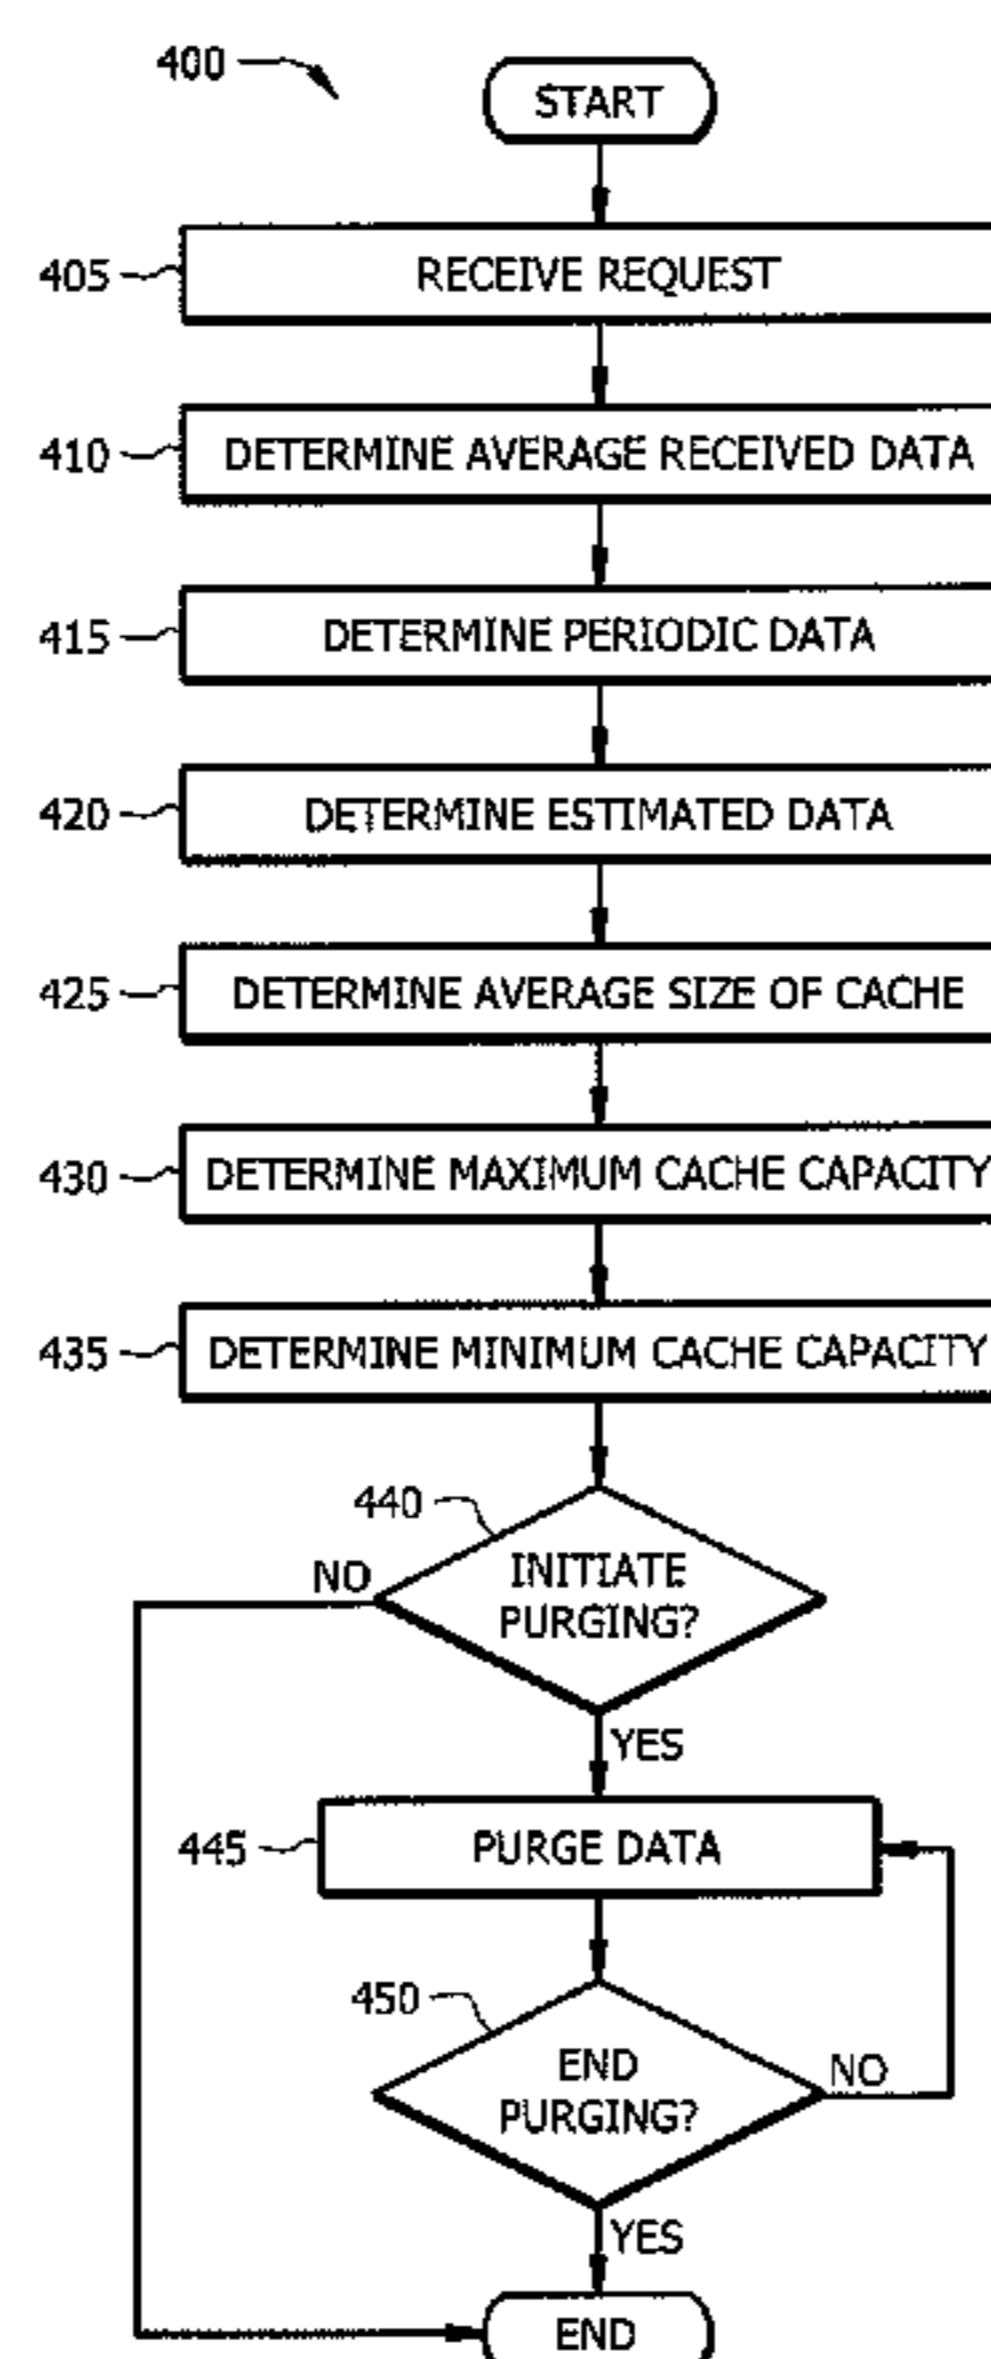 400
START
405
RECEIVE REQUEST
410
DETERMINE AVERAGE RECEIVED DATA
415
DETERMINE PERIODIC DATA
420
DETERMINE ESTIMATED DATA
425
DETERMINE AVERAGE SIZE OF CACHE
430
DETERMINE MAXIMUM CACHE CAPACITY
435
DETERMINE MINIMUM CACHE CAPACITY
440
INITIATE
PURGING?
NO
YES
445
PURGE DATA
450
END
PURGING?
NO
YES
END